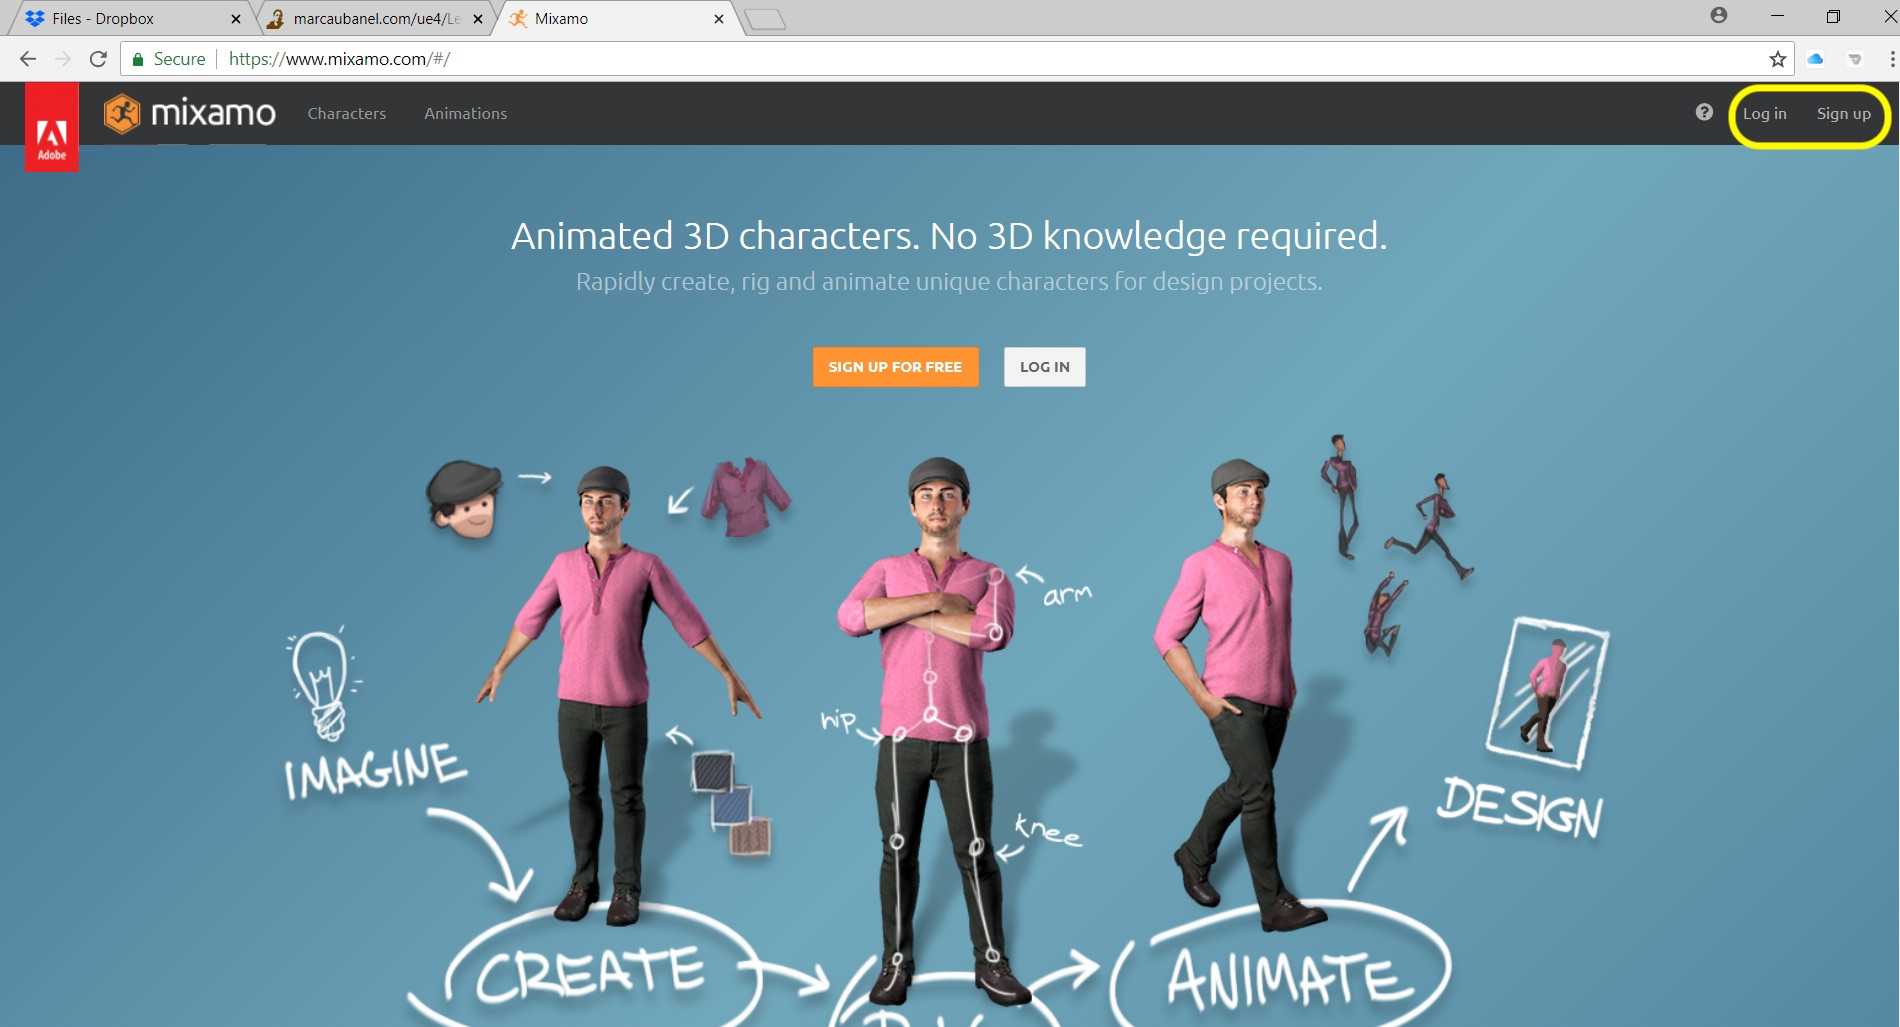 Files - Dropbox
marcaubanel.com/ue4/Le
Mixamo
Secure
https://www.mixamo.com/#/
Adobe
mixamo
Characters
Animations
?
Log in
Sign up
Animated 3D characters. No 3D knowledge required.
Rapidly create, rig and animate unique characters for design projects.
SIGN UP FOR FREE
LOG IN
arm
hip
IMAGINE
knee
DESIGN
CREATE
ANIMATE